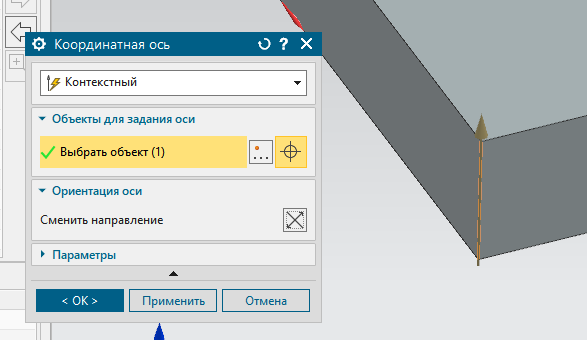 Координатная ось
Контекстный
Объекты для задания оси
Выбрать объект (1)
Ориентация оси
Сменить направление
Параметры
< OK >
Применить
Отмена